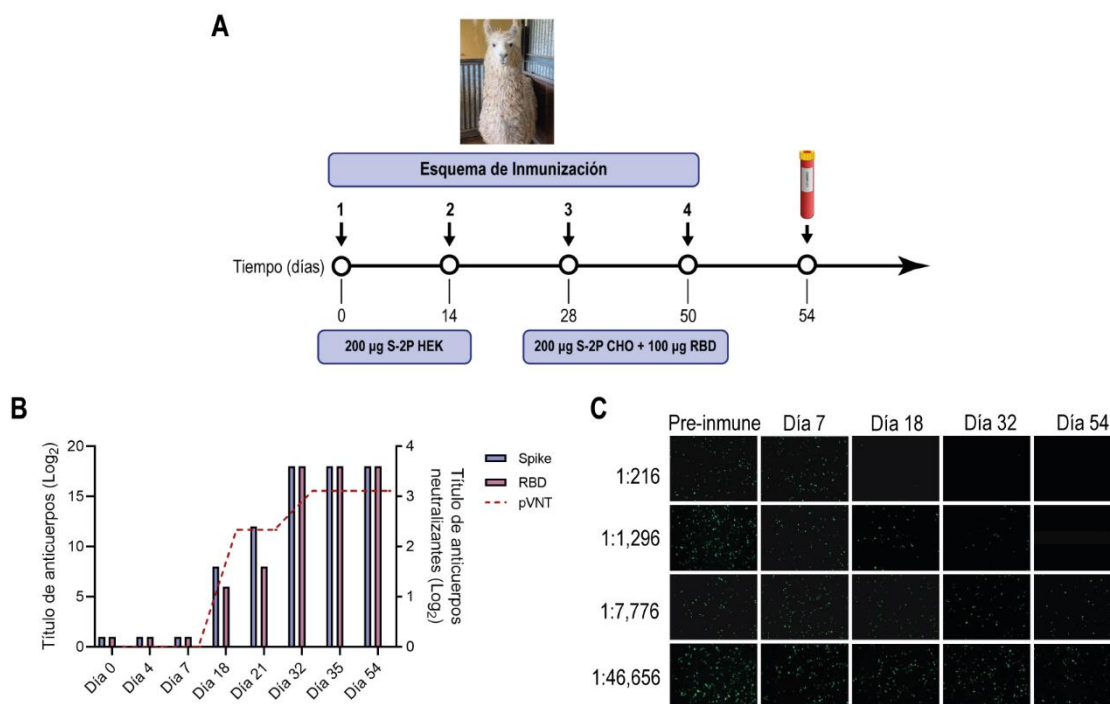 A
Esquema de Inmunización
1 2 3 4
Tiempo (días)
0 14 28 50 54
200 µg S-2P HEK 200 µg S-2P CHO + 100 µg RBD
B
Título de anticuerpos (Log2)
20
15
10
5
0
4
3
2
1
0
Título de anticuerpos
neutralizantes (Log2)
Spike
RBD
pVNT
Día 0 Día 4 Día 7 Día 18 Día 21 Día 32 Día 35 Día 54
C
Pre-inmune Día 7 Día 18 Día 32 Día 54
1:216
1:1,296
1:7,776
1:46,656